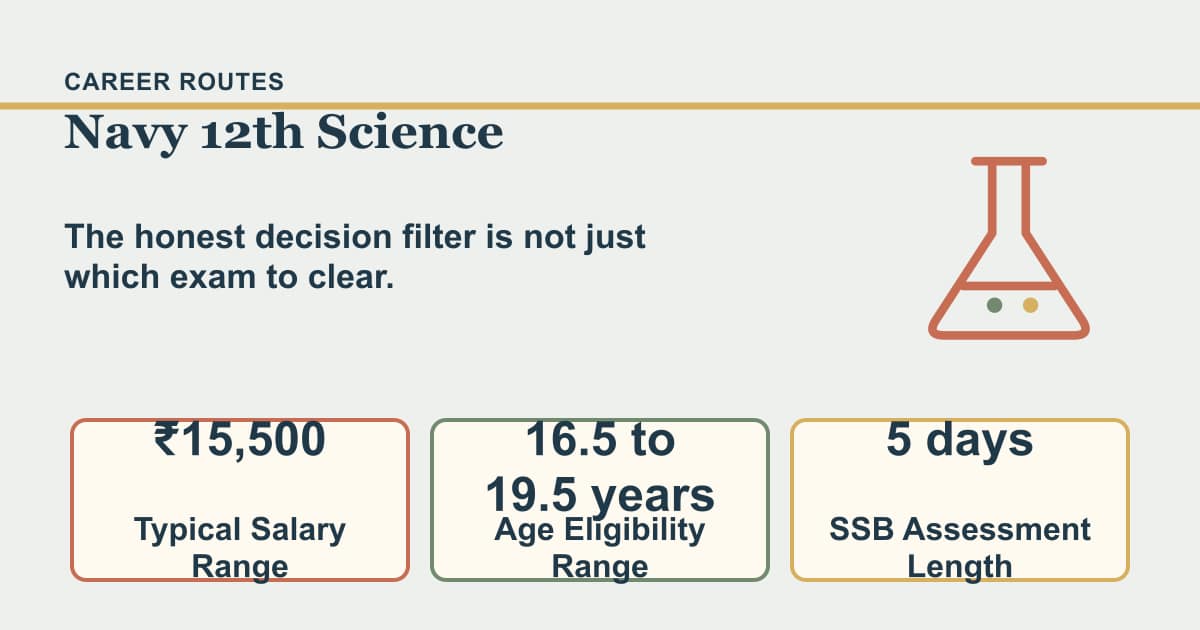 CAREER ROUTES
Navy 12th Science
The honest decision filter is not just
which exam to clear.
₹15,500
Typical Salary
Range
16.5 to
19.5 years
Age Eligibility
Range
5 days
SSB Assessment
Length